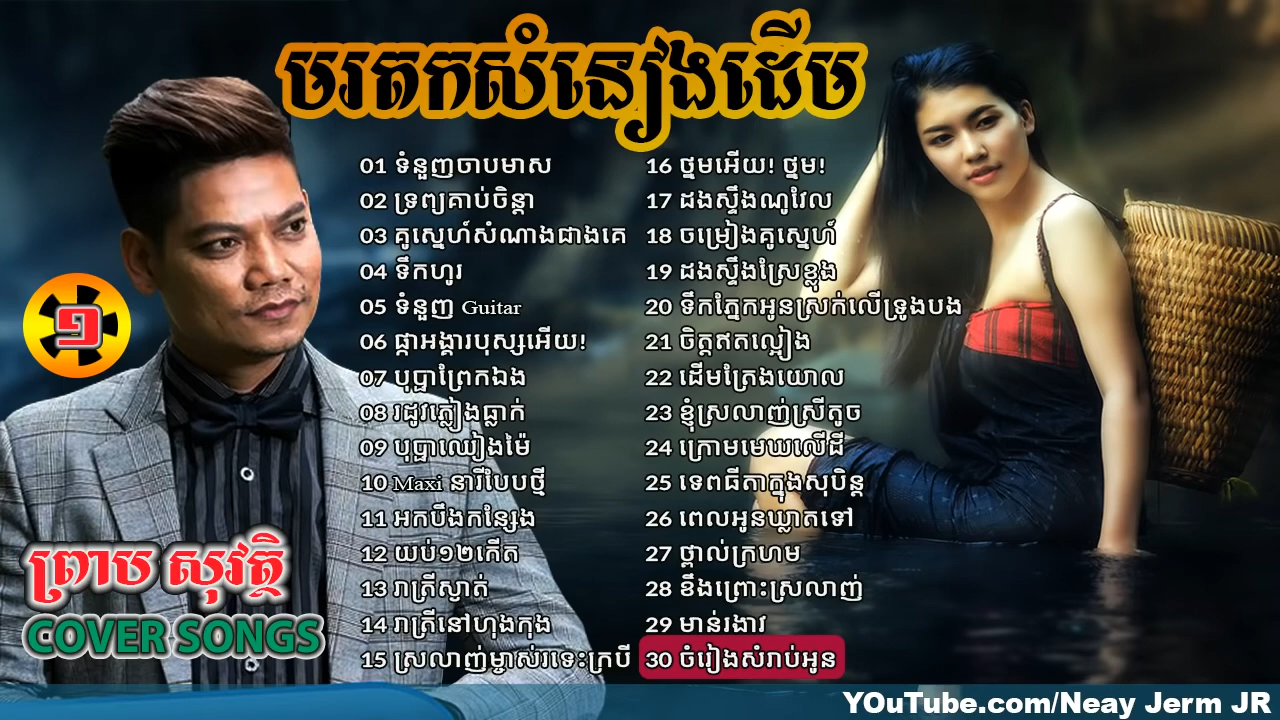 មរតកសំនៀងដើម
01 ទំនួញចាបមាស
02 ទ្រព្យគាប់ចិន្តា
03 គូស្នេហ៍សំណាងជាងគេ
04 ទឹកហូរ
05 ទំនួញ Guitar
06 ផ្កាអង្គារបុស្សអើយ!
07 បុប្ផាព្រែកឯង
08 រដូវភ្លៀងធ្លាក់
09 បុប្ផាឈៀងម៉ៃ
10 Maxi នារីបែបថ្មី
11 អកបឹងកន្សែង
12 យប់១២កើត
13 រាត្រីស្ងាត់
14 រាត្រីនៅហុងកុង
15 ស្រលាញ់ម្ចាស់រទេះក្របី
16 ថ្នមអើយ! ថ្នម!
17 ដងស្ទឹងណូវែល
18 ចម្រៀងគូស្នេហ៍
19 ដងស្ទឹងស្រែខ្លុង
20 ទឹកភ្នែកអូនស្រក់លើទ្រូងបង
21 ចិត្តឥតល្អៀង
22 ដើមត្រែងយោល
23 ខ្ញុំស្រលាញ់ស្រីតូច
24 ក្រោមមេឃលើដី
25 ទេពធីតាក្នុងសុបិន្ត
26 ពេលអូនឃ្លាតទៅ
27 ថ្ពាល់ក្រហម
28 ខឹងព្រោះស្រលាញ់
29 មាន់រងាវ
30 ចំរៀងសំរាប់អូន
១
ព្រាប សុវត្ថិ
COVER SONGS
YOuTube.com/Neay Jerm JR